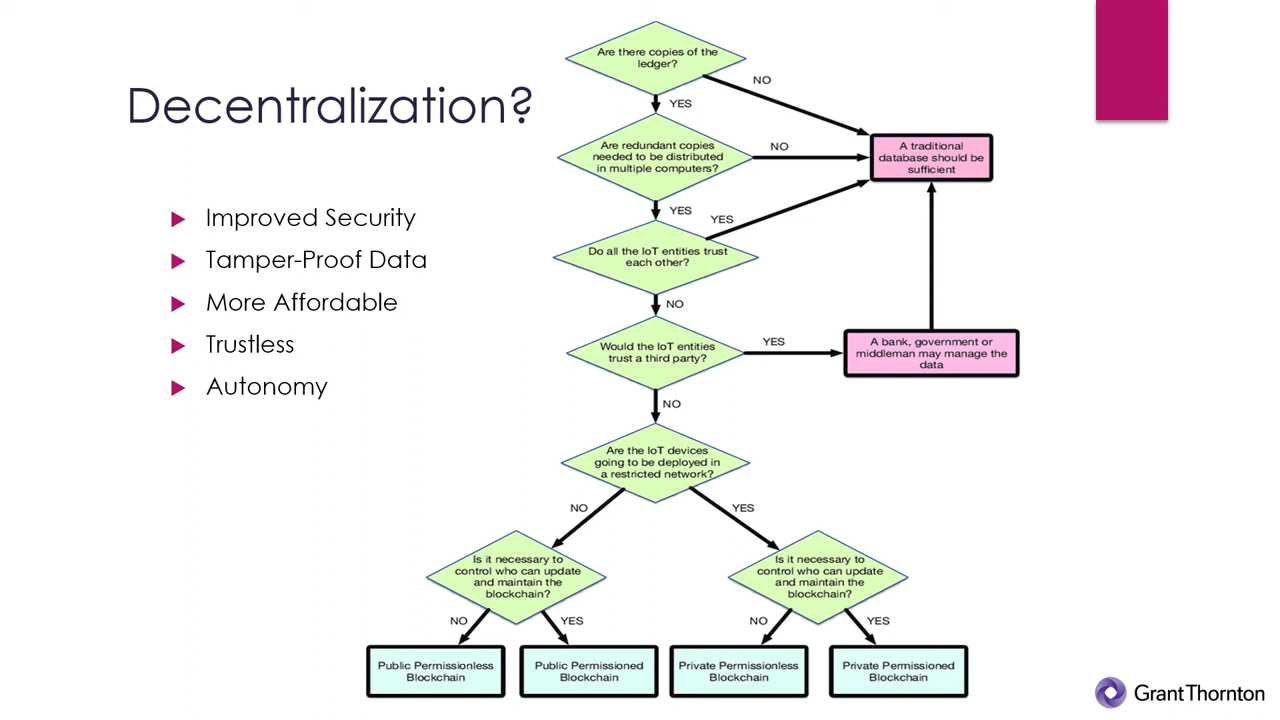 Decentralization?
Improved Security
Tamper-Proof Data
More Affordable
Trustless
Autonomy
Are there copies of the
ledger?
NO
YES
Are redundant copies
needed to be distributed
in multiple computers?
NO
A traditional
database should be
sufficient
YES
YES
Do all the IoT entities trust
each other?
NO
Would the IoT entities
trust a third party?
YES
A bank, government or
middleman may manage the
data
NO
Are the IoT devices
going to be deployed in
a restricted network?
NO
YES
Is it necessary to
control who can update
and maintain the
blockchain?
Is it necessary to
control who can update
and maintain the
blockchain?
NO
YES
NO
YES
Public Permissionless
Blockchain
Public Permissioned
Blockchain
Private Permissionless
Blockchain
Private Permissioned
Blockchain
GrantThornton